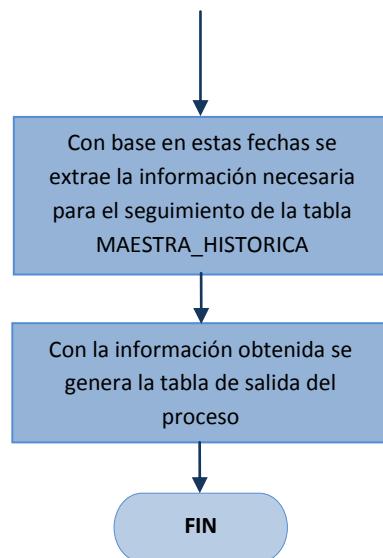 Con base en estas fechas se
extrae la información necesaria
para el seguimiento de la tabla
MAESTRA_HISTORICA
Con la información obtenida se
genera la tabla de salida del
proceso
FIN